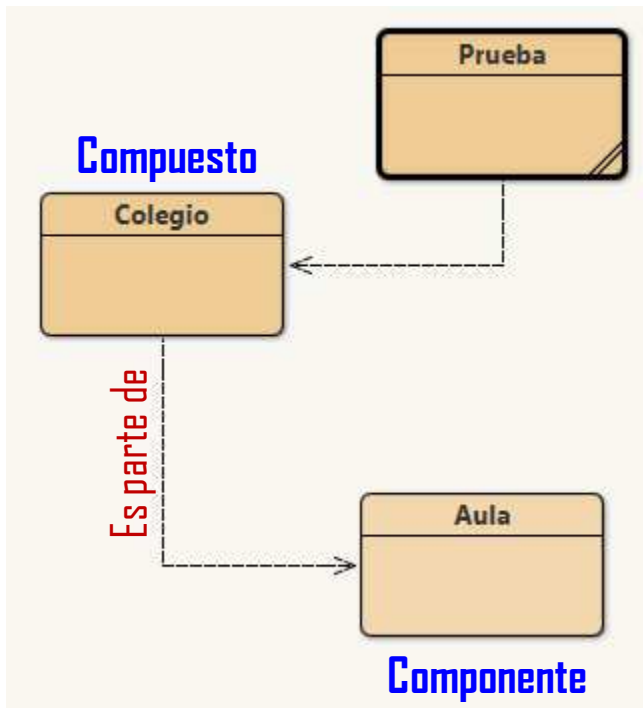 Prueba
Compuesto
Colegio
Es parte de
Aula
Componente